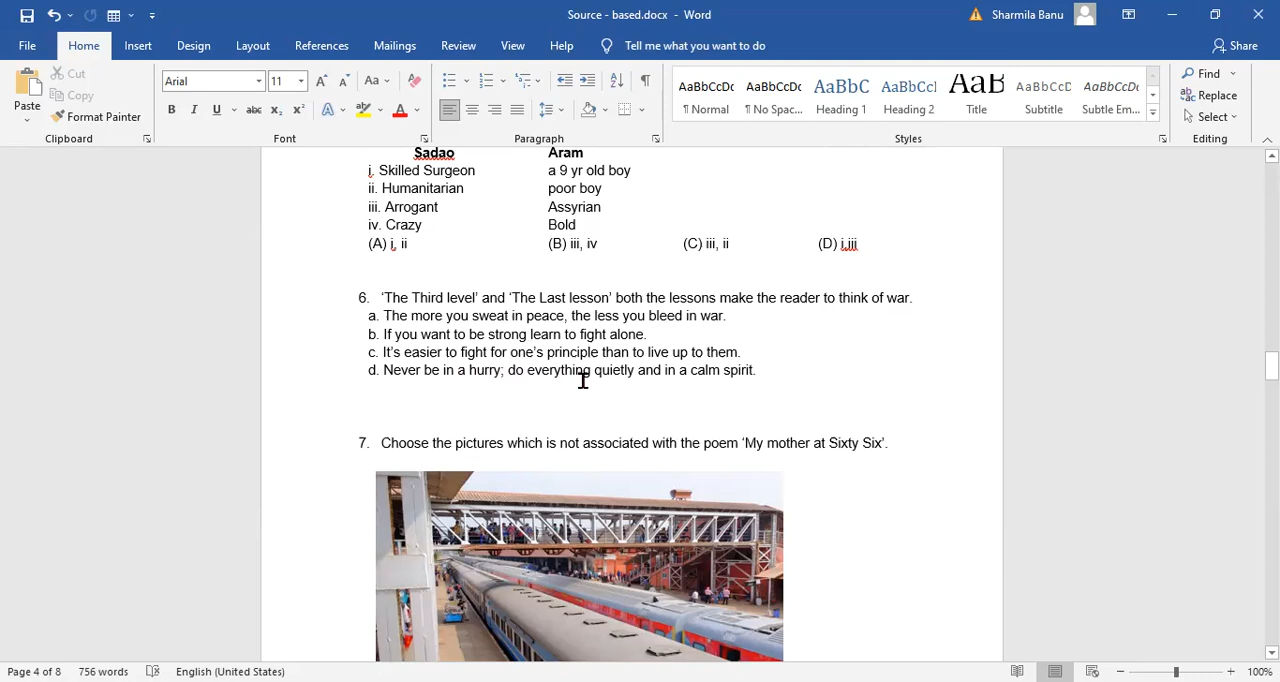 Source - based.docx - Word
Sharmila Banu
File Home Insert Design Layout References Mailings Review View Help Tell me what you want to do Share
Paste
Cut
Copy
Format Painter
Clipboard
Arial 11
Font
Paragraph
AaBbCcDc AaBbCcDc AaBbC AaBbCcl AaB AaBbCcD AaBbCcD
¶ Normal ¶ No Spac... Heading 1 Heading 2 Title Subtitle Subtle Em...
Styles
Find
Replace
Select
Editing
Sadao Aram
i. Skilled Surgeon a 9 yr old boy
ii. Humanitarian poor boy
iii. Arrogant Assyrian
iv. Crazy Bold
(A) i, ii (B) iii, iv (C) iii, ii (D) i,iii
6. ‘The Third level’ and ‘The Last lesson’ both the lessons make the reader to think of war.
a. The more you sweat in peace, the less you bleed in war.
b. If you want to be strong learn to fight alone.
c. It’s easier to fight for one’s principle than to live up to them.
d. Never be in a hurry; do everything quietly and in a calm spirit.
7. Choose the pictures which is not associated with the poem ‘My mother at Sixty Six’.
Page 4 of 8 756 words English (United States) 100%